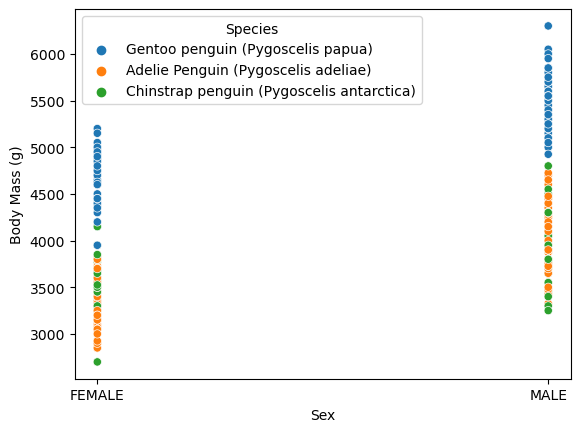 Species
Gentoo penguin (Pygoscelis papua)
Adelie Penguin (Pygoscelis adeliae)
Chinstrap penguin (Pygoscelis antarctica)
6000
5500
5000
4500
4000
3500
3000
Body Mass (g)
FEMALE MALE
Sex